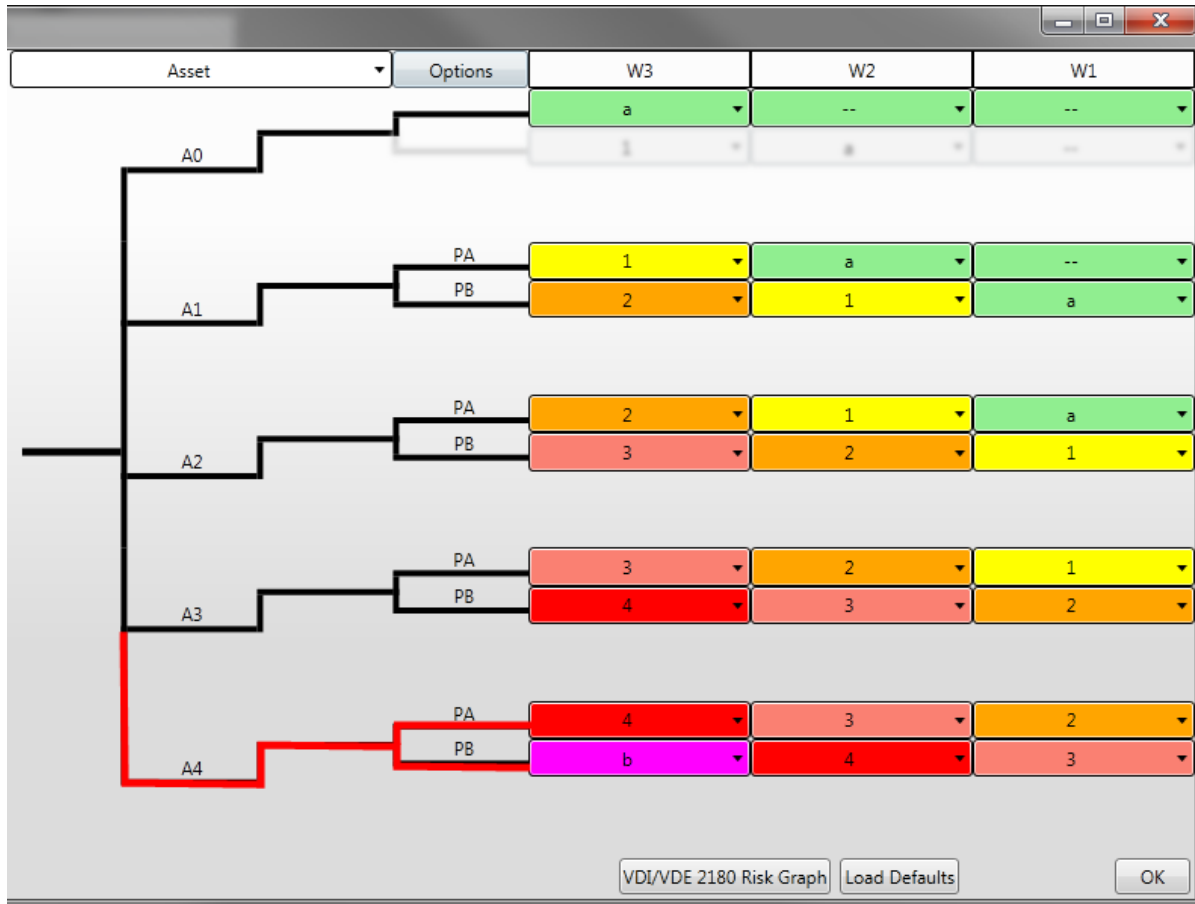 Asset Options W3 W2 W1
a -- --
1 a --
A0
PA 1 a --
PB 2 1 a
A1
PA 2 1 a
PB 3 2 1
A2
PA 3 2 1
PB 4 3 2
A3
PA 4 3 2
PB b 4 3
A4
VDI/VDE 2180 Risk Graph Load Defaults OK